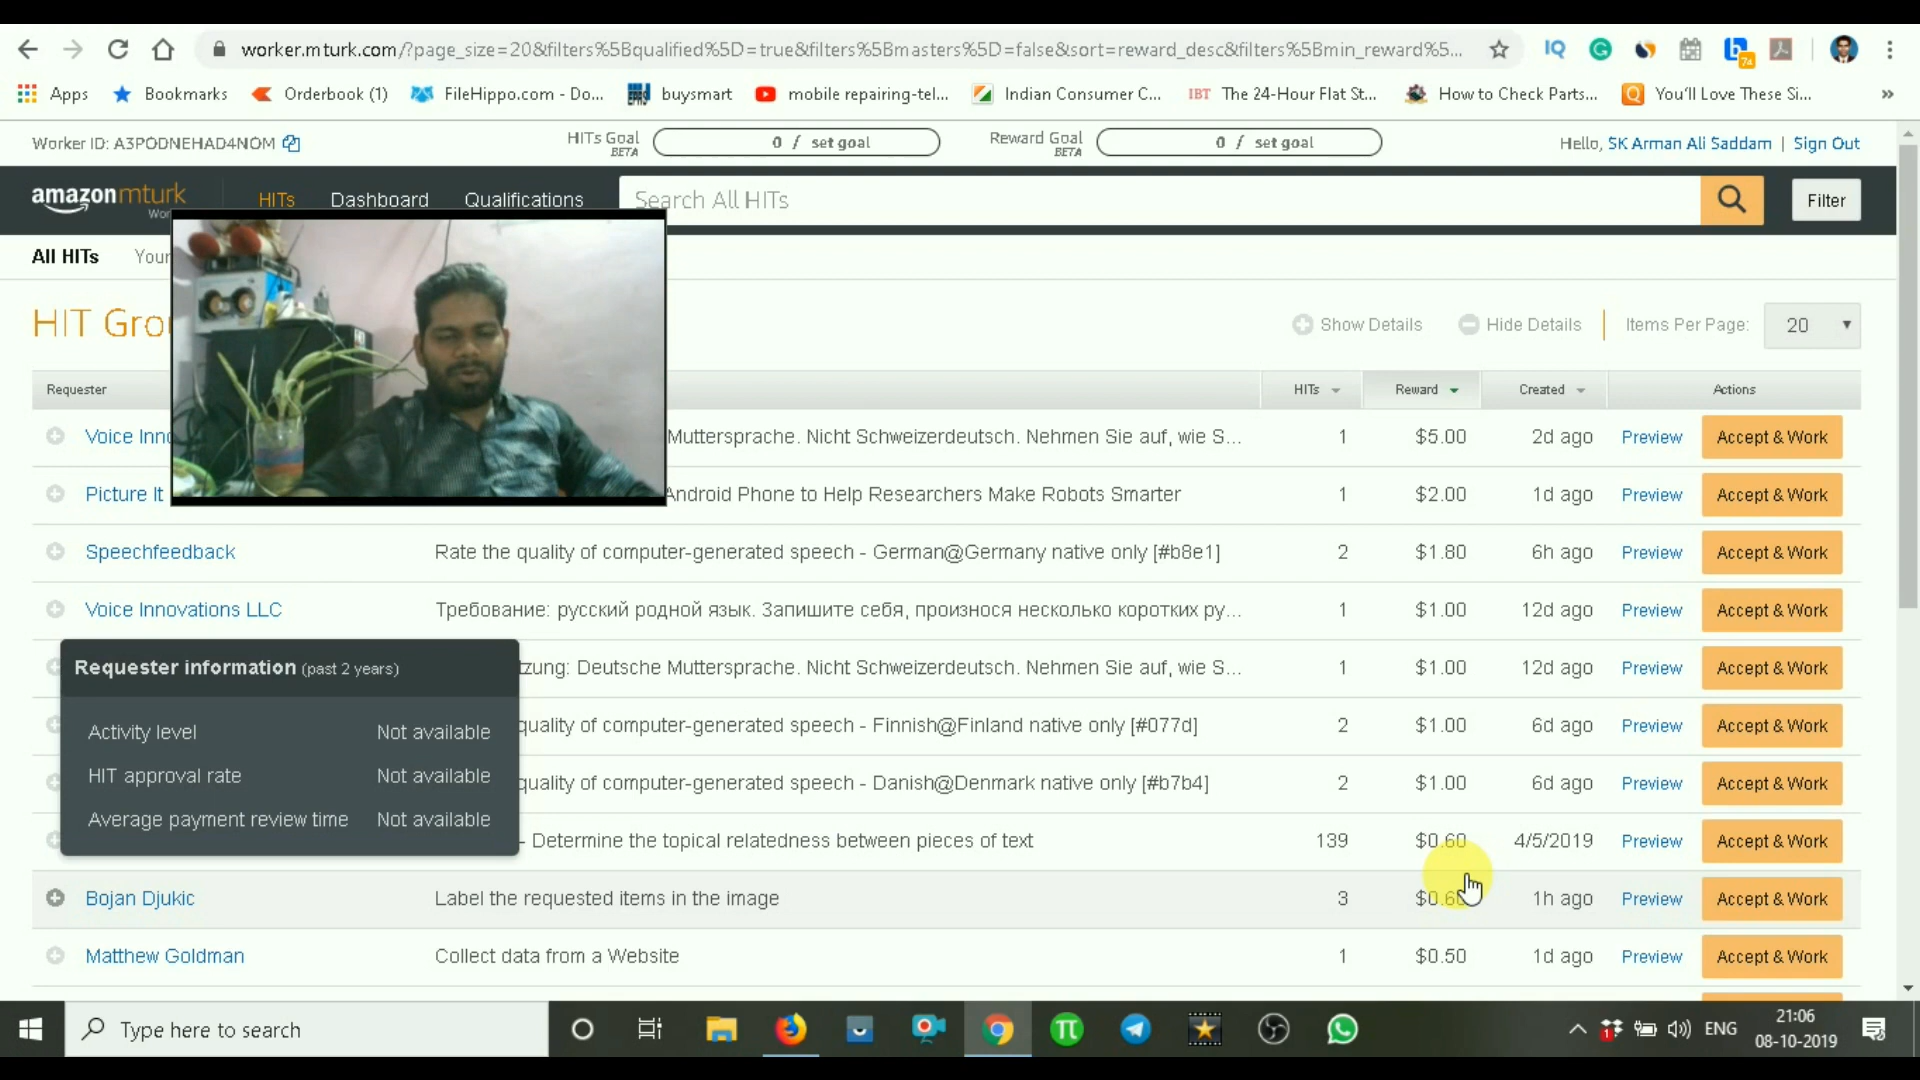 worker.mturk.com/?page_size=20&filters%5Bqualified%5D=true&filters%5Bmasters%5D=false&sort=reward_desc&filters%5Bmin_reward%5...
Apps Bookmarks Orderbook (1) FileHippo.com - Do... buysmart mobile repairing-tel... Indian Consumer C... IBT The 24-Hour Flat St... How to Check Parts... You'll Love These Si... »
Worker ID: A3PODNEHAD4NOM HITs Goal BETA 0 / set goal Reward Goal BETA 0 / set goal Hello, SK Arman Ali Saddam | Sign Out
amazonmturk HITs Dashboard Qualifications Search All HITs Filter
Wor
All HITs Your
HIT Gro Show Details Hide Details Items Per Page: 20
Requester HITs Reward Created Actions
Voice Inno Muttersprache. Nicht Schweizerdeutsch. Nehmen Sie auf, wie S... 1 $5.00 2d ago Preview Accept & Work
Picture It Android Phone to Help Researchers Make Robots Smarter 1 $2.00 1d ago Preview Accept & Work
Speechfeedback Rate the quality of computer-generated speech - German@Germany native only [#b8e1] 2 $1.80 6h ago Preview Accept & Work
Voice Innovations LLC Требование: русский родной язык. Запишите себя, произнося несколько коротких ру... 1 $1.00 12d ago Preview Accept & Work
Requester information (past 2 years) tzung: Deutsche Muttersprache. Nicht Schweizerdeutsch. Nehmen Sie auf, wie S... 1 $1.00 12d ago Preview Accept & Work
Activity level Not available quality of computer-generated speech - Finnish@Finland native only [#077d] 2 $1.00 6d ago Preview Accept & Work
HIT approval rate Not available quality of computer-generated speech - Danish@Denmark native only [#b7b4] 2 $1.00 6d ago Preview Accept & Work
Average payment review time Not available - Determine the topical relatedness between pieces of text 139 $0.60 4/5/2019 Preview Accept & Work
Bojan Djukic Label the requested items in the image 3 $0.60 1h ago Preview Accept & Work
Matthew Goldman Collect data from a Website 1 $0.50 1d ago Preview Accept & Work
Type here to search ENG 21:06
08-10-2019